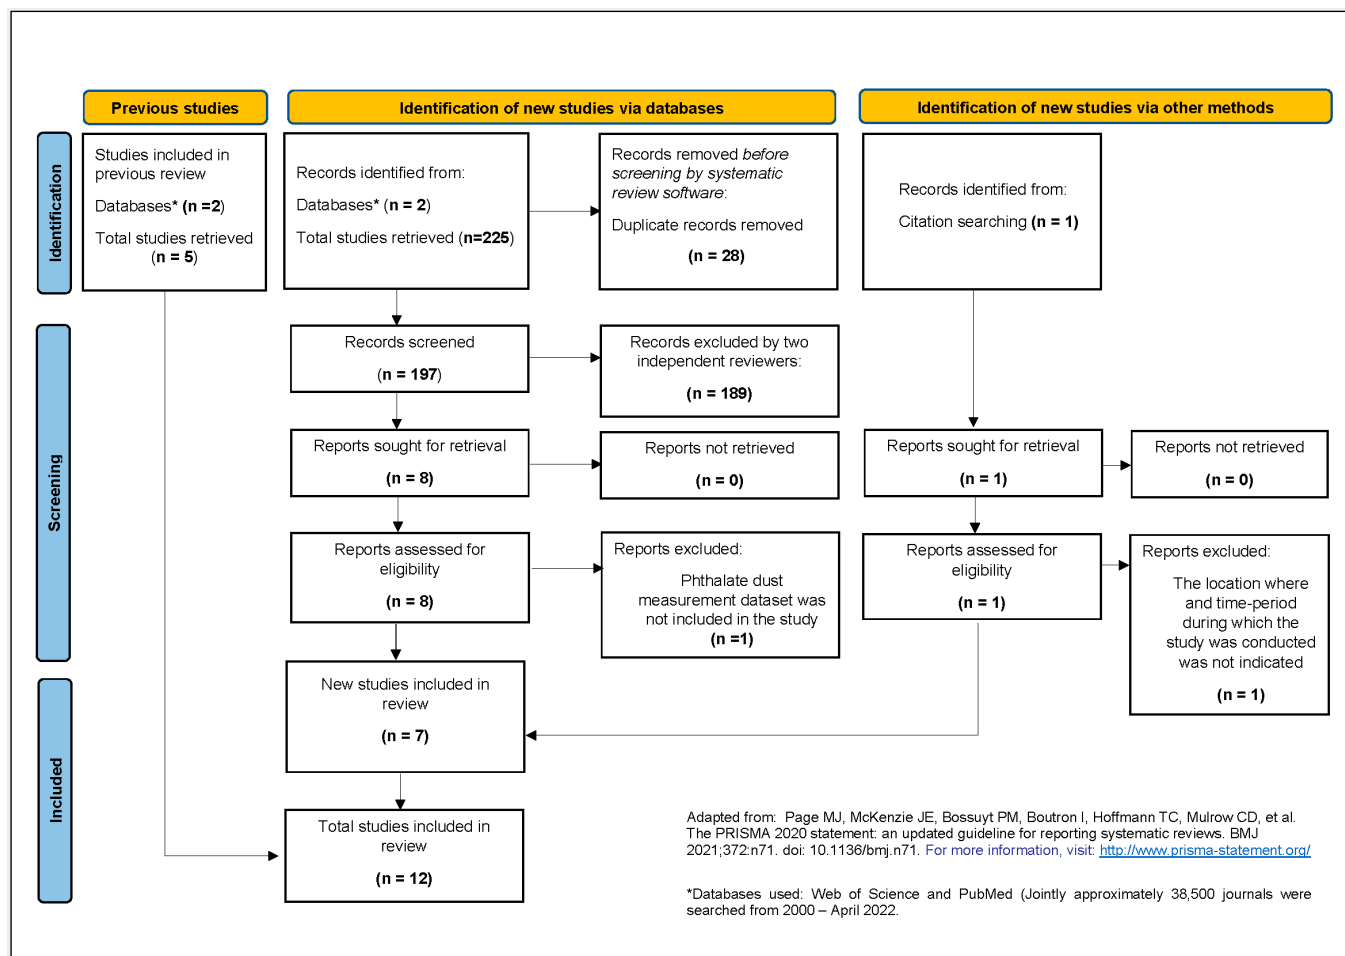 Previous studies
Identification of new studies via databases
Identification of new studies via other methods
Identification
Studies included in
previous review
Databases* (n =2)
Total studies retrieved
(n = 5)
Records identified from:
Databases* (n = 2)
Total studies retrieved (n=225)
Records removed before
screening by systematic
review software:
Duplicate records removed
(n = 28)
Records identified from:
Citation searching (n = 1)
Screening
Records screened
(n = 197)
Records excluded by two
independent reviewers:
(n = 189)
Reports sought for retrieval
(n = 8)
Reports not retrieved
(n = 0)
Reports sought for retrieval
(n = 1)
Reports not retrieved
(n = 0)
Reports assessed for
eligibility
(n = 8)
Reports excluded:
Phthalate dust
measurement dataset was
not included in the study
(n =1)
Reports assessed for
eligibility
(n = 1)
Reports excluded:
The location where
and time-period
during which the
study was conducted
was not indicated
(n = 1)
Included
New studies included in
review
(n = 7)
Total studies included in
review
(n = 12)
Adapted from: Page MJ, McKenzie JE, Bossuyt PM, Boutron I, Hoffmann TC, Mulrow CD, et al.
The PRISMA 2020 statement: an updated guideline for reporting systematic reviews. BMJ
2021;372:n71. doi: 10.1136/bmj.n71. For more information, visit: http://www.prisma-statement.org/
*Databases used: Web of Science and PubMed (Jointly approximately 38,500 journals were
searched from 2000 – April 2022.